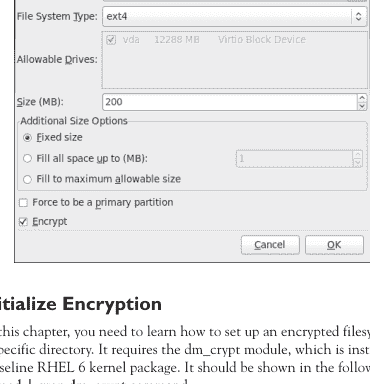 File System Type: ext4
vda 12288 MB Virtio Block Device
Allowable Drives:
Size (MB): 200
Additional Size Options
Fixed size
Fill all space up to (MB): 1
Fill to maximum allowable size
Force to be a primary partition
Encrypt
Cancel OK
itialize Encryption
this chapter, you need to learn how to set up an encrypted filesy
pecific directory. It requires the dm_crypt module, which is inst
seline RHEL 6 kernel package. It should be shown in the follow